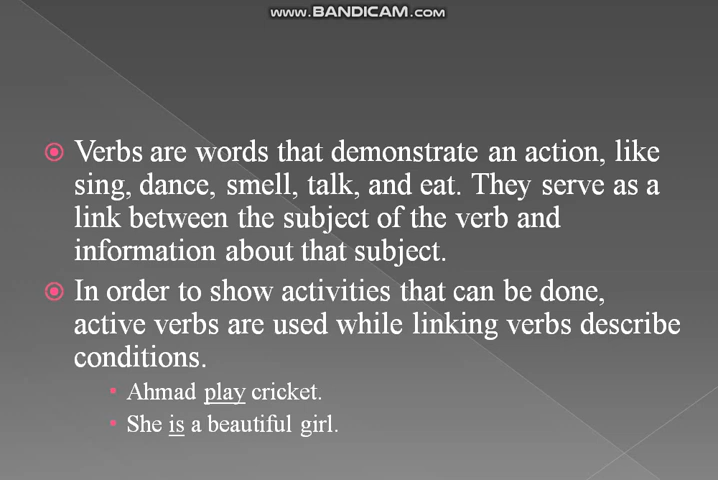 www.BANDICAM.com
Verbs are words that demonstrate an action, like
sing, dance, smell, talk, and eat. They serve as a
link between the subject of the verb and
information about that subject.
In order to show activities that can be done,
active verbs are used while linking verbs describe
conditions.
Ahmad play cricket.
She is a beautiful girl.